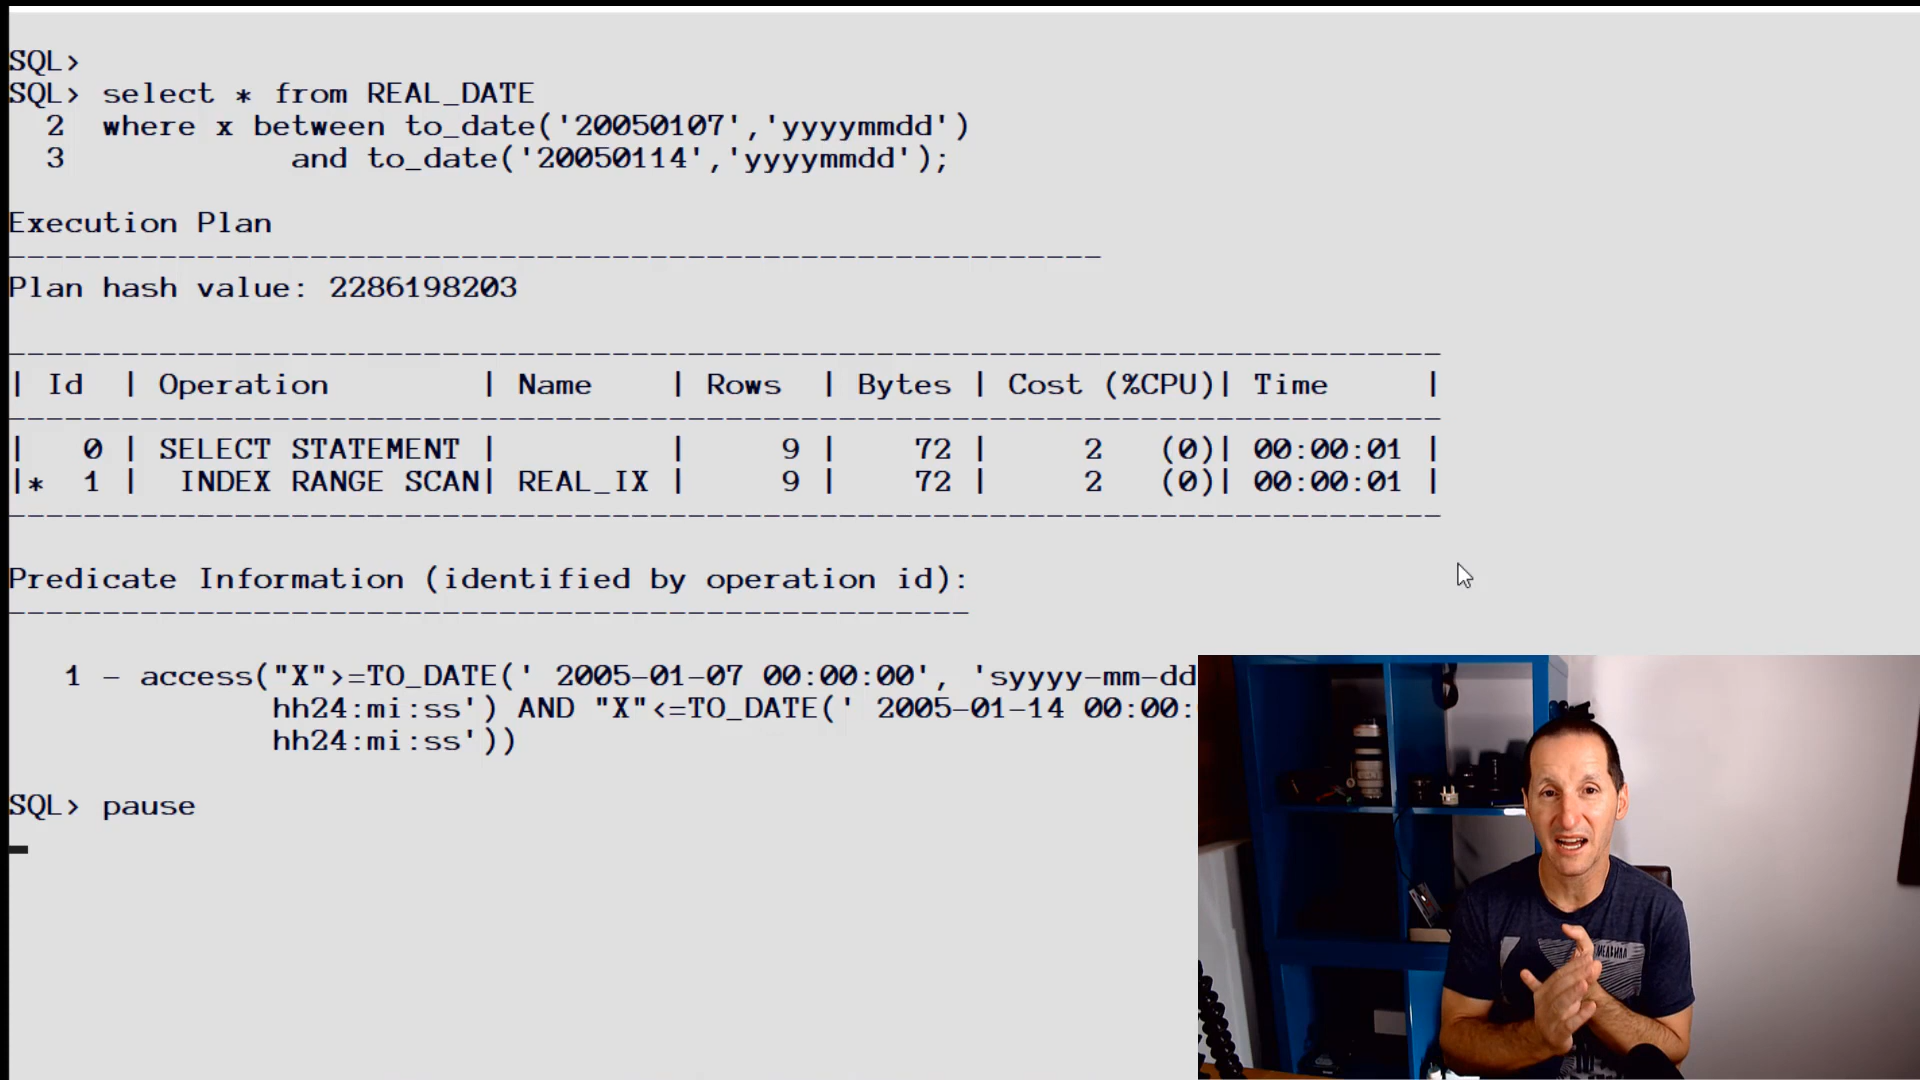 SQL>
SQL> select * from REAL_DATE
  2  where x between to_date('20050107','yyyymmdd')
  3            and to_date('20050114','yyyymmdd');
Execution Plan
----------------------------------------------------------
Plan hash value: 2286198203
----------------------------------------------------------------------------
| Id  | Operation        | Name    | Rows  | Bytes | Cost (%CPU)| Time     |
----------------------------------------------------------------------------
|   0 | SELECT STATEMENT |         |     9 |    72 |     2   (0)| 00:00:01 |
|*  1 |  INDEX RANGE SCAN| REAL_IX |     9 |    72 |     2   (0)| 00:00:01 |
----------------------------------------------------------------------------
Predicate Information (identified by operation id):
---------------------------------------------------
   1 - access("X">=TO_DATE(' 2005-01-07 00:00:00', 'syyyy-mm-dd
              hh24:mi:ss') AND "X"<=TO_DATE(' 2005-01-14 00:00:
              hh24:mi:ss'))
SQL> pause